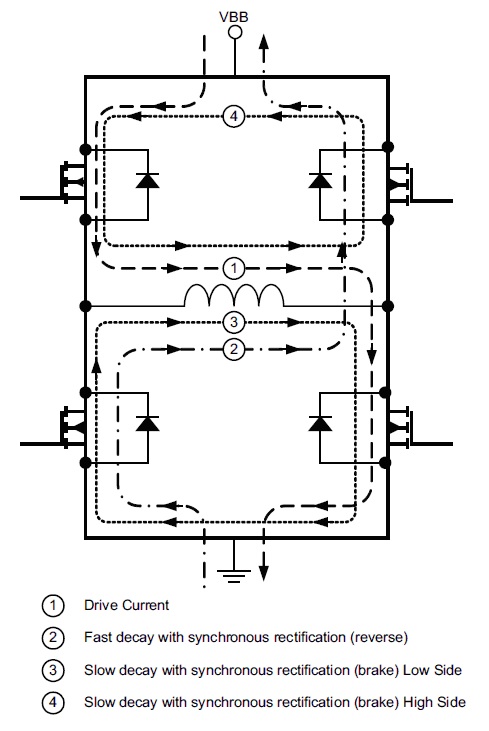 VBB
4
1
3
2
1 Drive Current
2 Fast decay with synchronous rectification (reverse)
3 Slow decay with synchronous rectification (brake) Low Side
4 Slow decay with synchronous rectification (brake) High Side